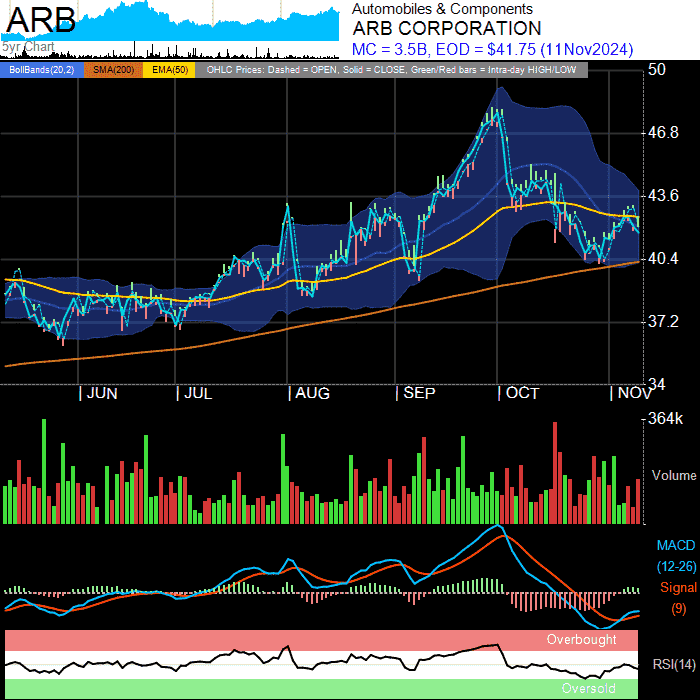 ARB
5yr Chart
Automobiles & Components
ARB CORPORATION
MC = 3.5B, EOD = $41.75 (11Nov2024)
BollBands(20,2) SMA(200) EMA(50) OHLC Prices: Dashed = OPEN, Solid = CLOSE, Green/Red bars = Intra-day HIGH/LOW
50
46.8
43.6
40.4
37.2
34
| JUN | JUL | AUG | SEP | OCT | NOV
364k
Volume
MACD
(12-26)
Signal
(9)
Overbought
RSI(14)
Oversold